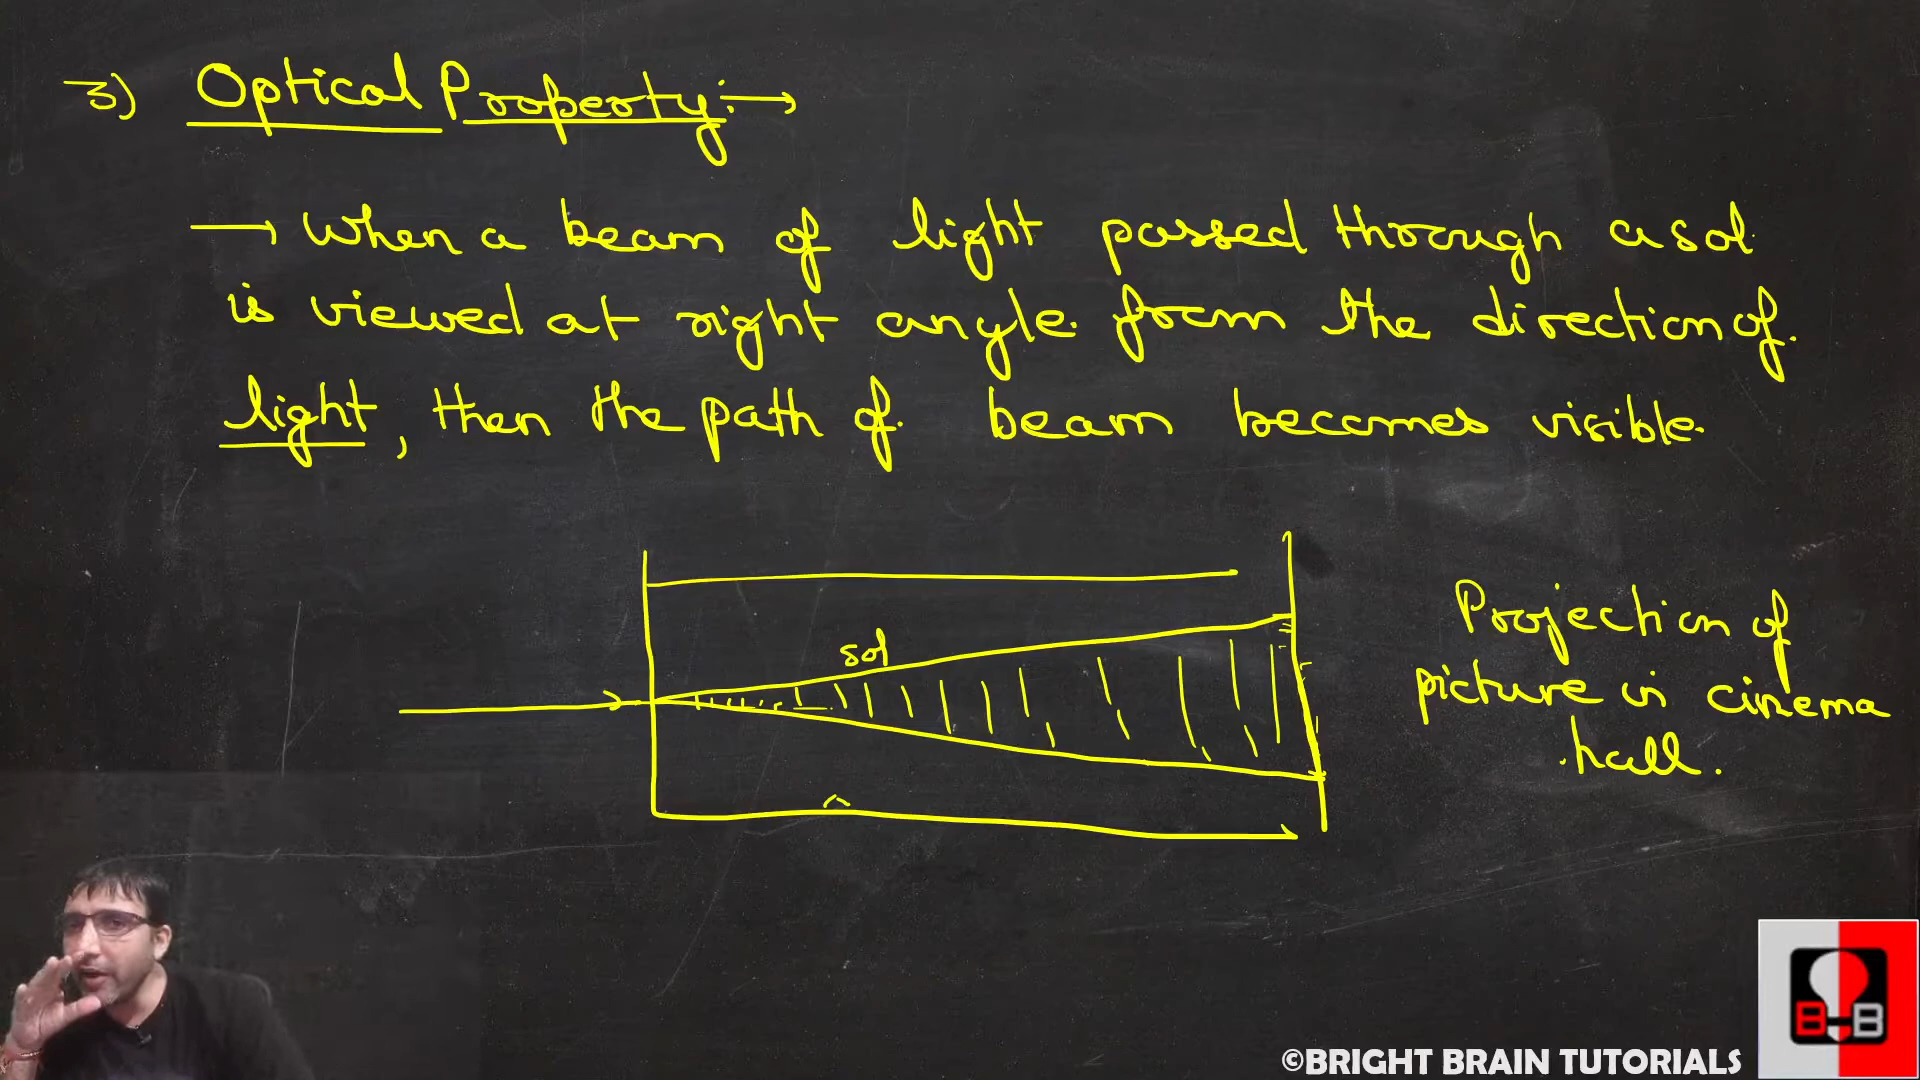 3) Optical Property:→
→ When a beam of light passed through a sol
is viewed at right angle from the direction of
light, then the path of beam becomes visible.
sol
Projection of
picture in cinema
hall.
B B
©BRIGHT BRAIN TUTORIALS